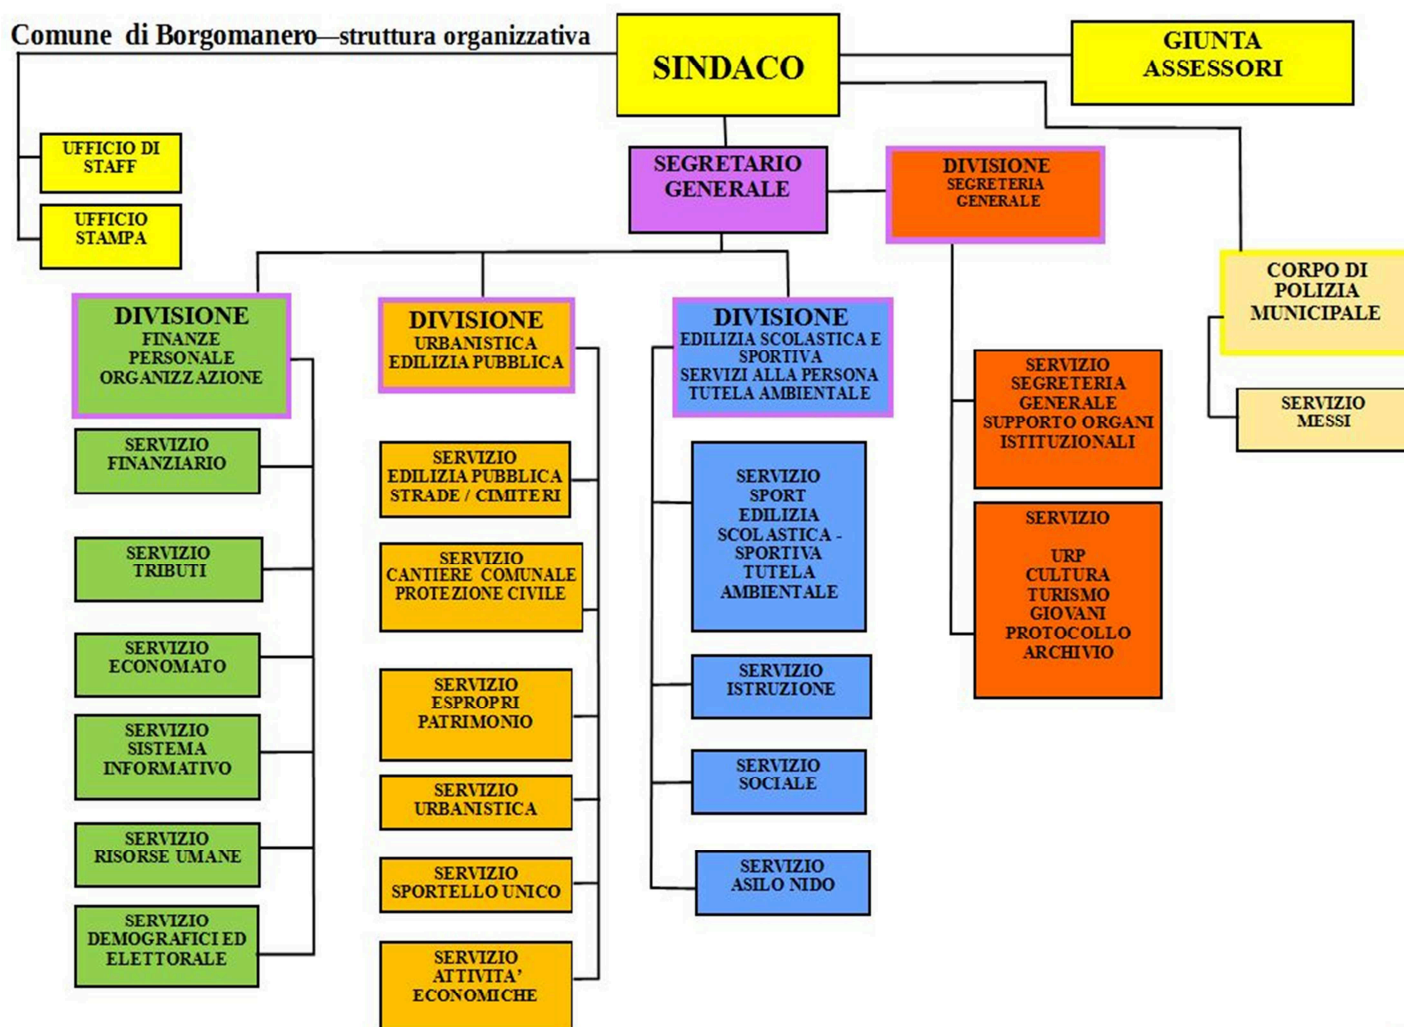 Comune di Borgomanero—struttura organizzativa
SINDACO
GIUNTA
ASSESSORI
UFFICIO DI
STAFF
UFFICIO
STAMPA
SEGRETARIO
GENERALE
DIVISIONE
SEGRETERIA
GENERALE
CORPO DI
POLIZIA
MUNICIPALE
SERVIZIO
MESSI
DIVISIONE
FINANZE
PERSONALE
ORGANIZZAZIONE
SERVIZIO
FINANZIARIO
SERVIZIO
TRIBUTI
SERVIZIO
ECONOMATO
SERVIZIO
SISTEMA
INFORMATIVO
SERVIZIO
RISORSE UMANE
SERVIZIO
DEMOGRAFICI ED
ELETTORALE
DIVISIONE
URBANISTICA
EDILIZIA PUBBLICA
SERVIZIO
EDILIZIA PUBBLICA
STRADE / CIMITERI
SERVIZIO
CANTIERE COMUNALE
PROTEZIONE CIVILE
SERVIZIO
ESPROPRI
PATRIMONIO
SERVIZIO
URBANISTICA
SERVIZIO
SPORTELLO UNICO
SERVIZIO
ATTIVITA’
ECONOMICHE
DIVISIONE
EDILIZIA SCOLASTICA E
SPORTIVA
SERVIZI ALLA PERSONA
TUTELA AMBIENTALE
SERVIZIO
SPORT
EDILIZIA
SCOLASTICA -
SPORTIVA
TUTELA
AMBIENTALE
SERVIZIO
ISTRUZIONE
SERVIZIO
SOCIALE
SERVIZIO
ASILO NIDO
SERVIZIO
SEGRETERIA
GENERALE
SUPPORTO ORGANI
ISTITUZIONALI
SERVIZIO
URP
CULTURA
TURISMO
GIOVANI
PROTOCOLLO
ARCHIVIO